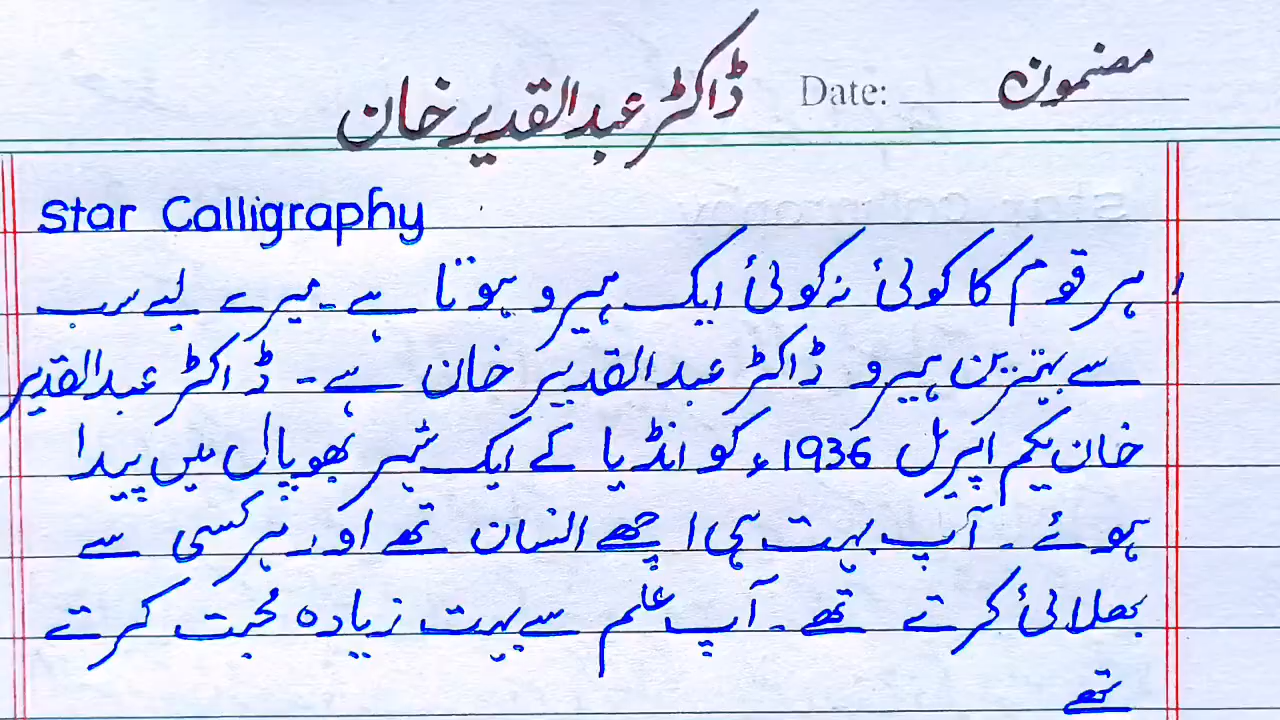 مضمون
Date:
ڈاکٹر عبدالقدیر خان
Star Calligraphy
ہر قوم کا کوئی نہ کوئی ایک ہیرو ہوتا ہے۔ میرے لیے سب
سے بہترین ہیرو ڈاکٹر عبدالقدیر خان ہے۔ ڈاکٹر عبدالقدیر
خان یکم اپریل 1936ء کو انڈیا کے ایک شہر بھوپال میں پیدا
ہوئے۔ آپ بہت ہی اچھے انسان تھے اور ہر کسی سے
بھلائی کرتے تھے۔ آپ علم سے بہت زیادہ محبت کرتے
تھے